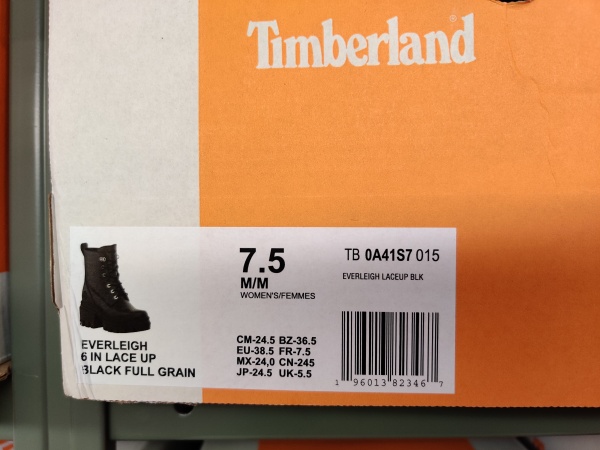 Timberland®
7.5
M/M
WOMEN'S/FEMMES
TB 0A41S7 015
EVERLEIGH LACEUP BLK
EVERLEIGH
6 IN LACE UP
BLACK FULL GRAIN
CM-24.5 BZ-36.5
EU-38.5 FR-7.5
MX-24,0 CN-245
JP-24.5 UK-5.5
1 96013 82346 7